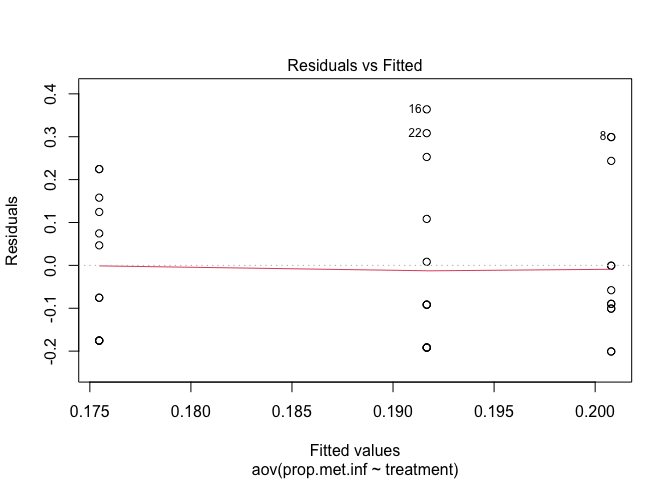 Residuals vs Fitted
Residuals
0.4
0.3
0.2
0.1
0.0
-0.1
-0.2
16
22
8
0.175 0.180 0.185 0.190 0.195 0.200
Fitted values
aov(prop.met.inf ~ treatment)